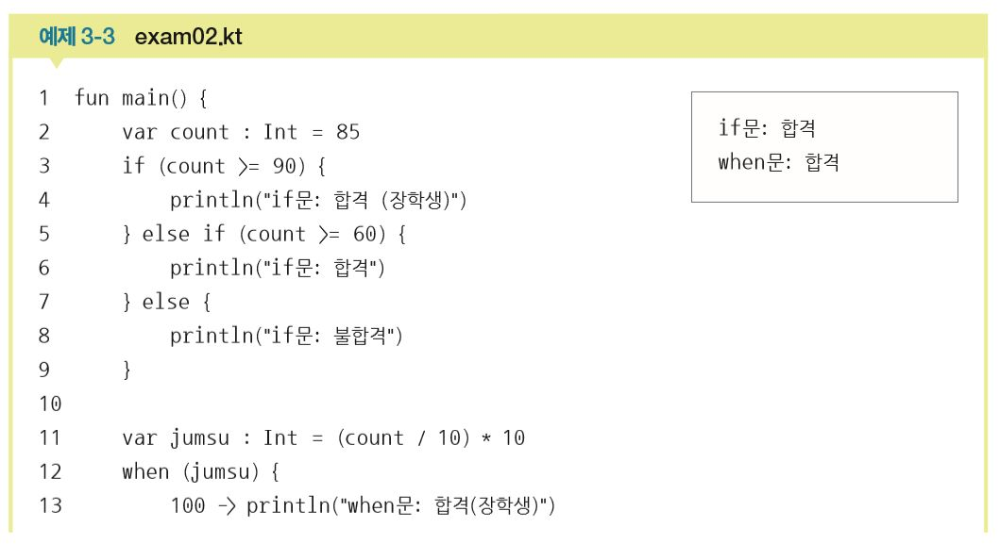 예제 3-3 exam02.kt
1 fun main() {
2 var count : Int = 85
3 if (count >= 90) {
4 println("if문: 합격 (장학생)")
5 } else if (count >= 60) {
6 println("if문: 합격")
7 } else {
8 println("if문: 불합격")
9 }
10
11 var jumsu : Int = (count / 10) * 10
12 when (jumsu) {
13 100 -> println("when문: 합격(장학생)")
if문: 합격
when문: 합격